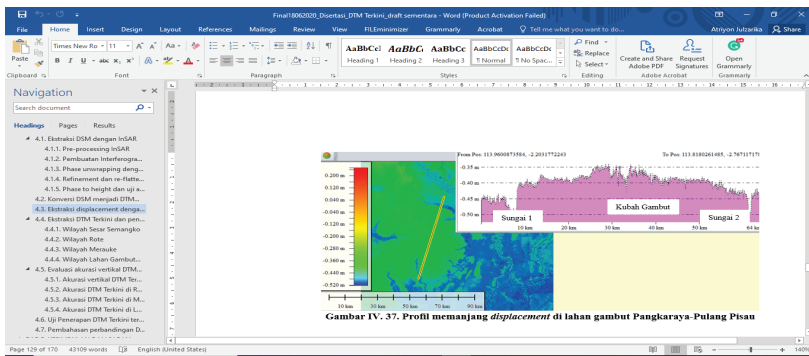 Final18062020_Disertasi_DTM Terkini_draft sementara - Word (Product Activation Failed)
File Home Insert Design Layout References Mailings Review View FILEminimizer Grammarly Acrobat Tell me what you want to do...
Atriyon Julzarika Share
Paste
Times New Ro 11
B I U abc x, x²
AaBbCcl AaBbCc AaBbCc AaBbCcDc AaBbCcDc
Heading 1 Heading 2 Heading 3 ¶ Normal ¶ No Spac...
Find
Replace
Select
Create and Share Adobe PDF
Request Signatures
Open Grammarly
Clipboard Font Paragraph Styles Editing Adobe Acrobat Grammarly
Navigation
Search document
Headings Pages Results
4.1. Ekstraksi DSM dengan InSAR
4.1.1. Pre-processing InSAR
4.1.2. Pembuatan Interferogra...
4.1.3. Phase unwrapping deng...
4.1.4. Refinement dan re-flatte...
4.1.5. Phase to height dan uji a...
4.2. Konversi DSM menjadi DTM...
4.3. Ekstraksi displacement denga...
4.4. Ekstraksi DTM Terkini dan pen...
4.4.1. Wilayah Sesar Semangko
4.4.2. Wilayah Rote
4.4.3. Wilayah Merauke
4.4.4. Wilayah Lahan Gambut...
4.5. Evaluasi akurasi vertikal DTM...
4.5.1. Akurasi vertikal DTM Ter...
4.5.2. Akurasi DTM Terkini di R...
4.5.3. Akurasi DTM Terkini di M...
4.5.4. Akurasi DTM Terkini di L...
4.6. Uji Penerapan DTM Terkini ter...
4.7. Pembahasan perbandingan D...
From Pos: 113.9600873584, -2.2031772243 To Pos: 113.8180261485, -2.767117171
-0.35 m
-0.40 m
-0.45 m
-0.50 m
Sungai 1
Kubah Gambut
Sungai 2
10 km 20 km 30 km 40 km 50 km 64 k
0.200 m
0.120 m
0.040 m
-0.040 m
-0.120 m
-0.200 m
-0.280 m
-0.360 m
-0.440 m
-0.520 m
10 km 30 km 50 km 70 km 90 km
Gambar IV. 37. Profil memanjang displacement di lahan gambut Pangkaraya-Pulang Pisau
Page 129 of 170 43109 words English (United States)
140%